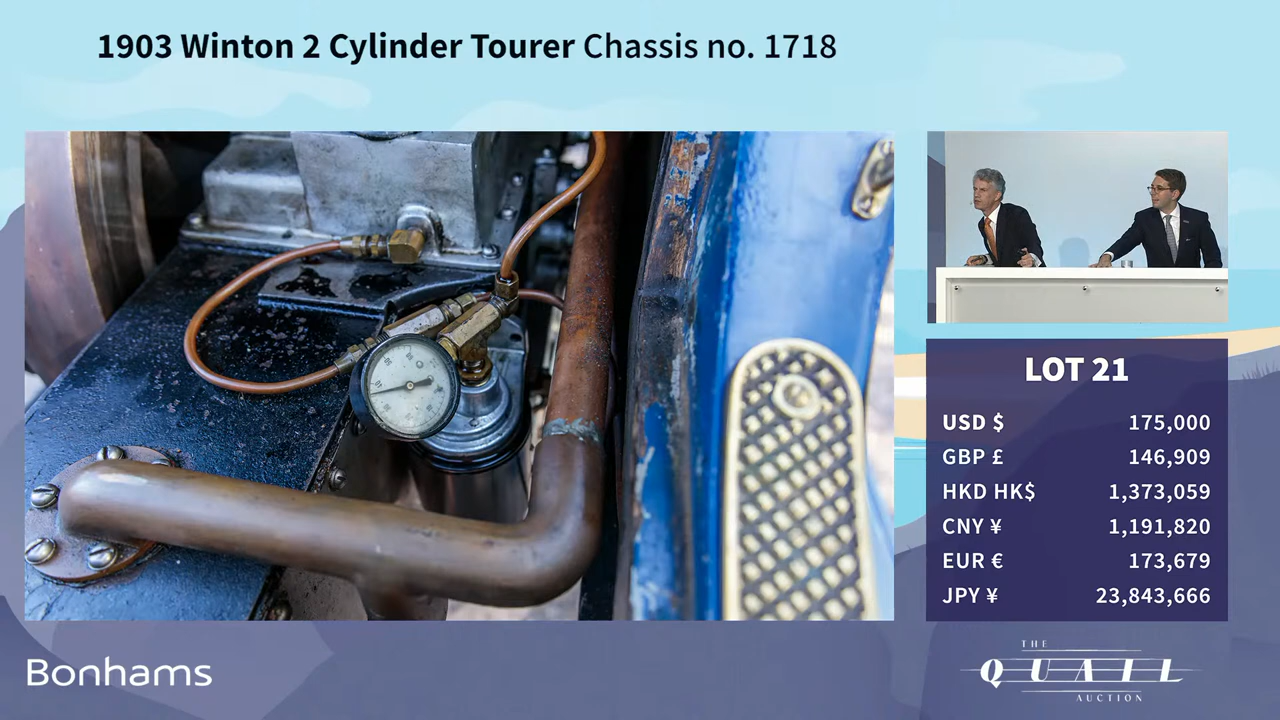 1903 Winton 2 Cylinder Tourer Chassis no. 1718
LOT 21
USD $ 175,000
GBP £ 146,909
HKD HK$ 1,373,059
CNY ¥ 1,191,820
EUR € 173,679
JPY ¥ 23,843,666
Bonhams
THE
QUAIL
AUCTION